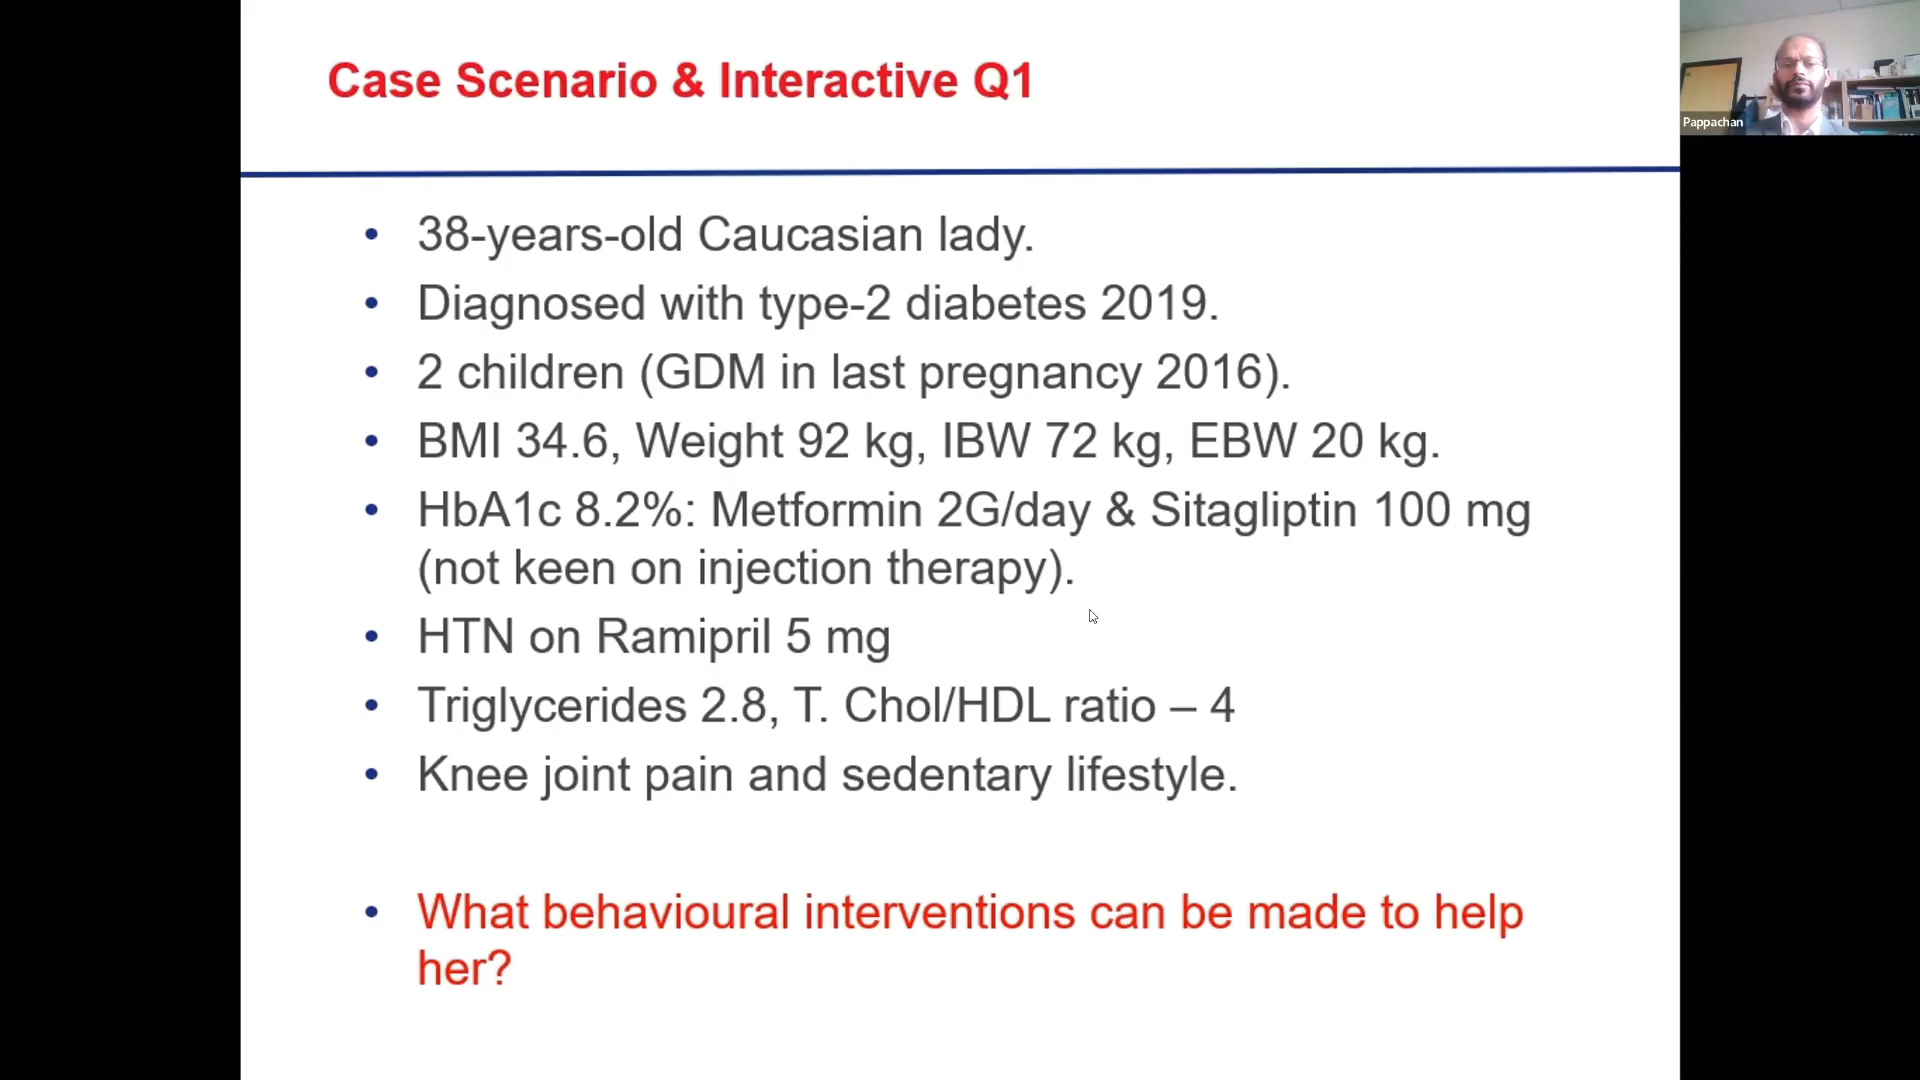 Case Scenario & Interactive Q1
Pappachan
• 38-years-old Caucasian lady.
• Diagnosed with type-2 diabetes 2019.
• 2 children (GDM in last pregnancy 2016).
• BMI 34.6, Weight 92 kg, IBW 72 kg, EBW 20 kg.
• HbA1c 8.2%: Metformin 2G/day & Sitagliptin 100 mg
(not keen on injection therapy).
• HTN on Ramipril 5 mg
• Triglycerides 2.8, T. Chol/HDL ratio – 4
• Knee joint pain and sedentary lifestyle.
• What behavioural interventions can be made to help
her?